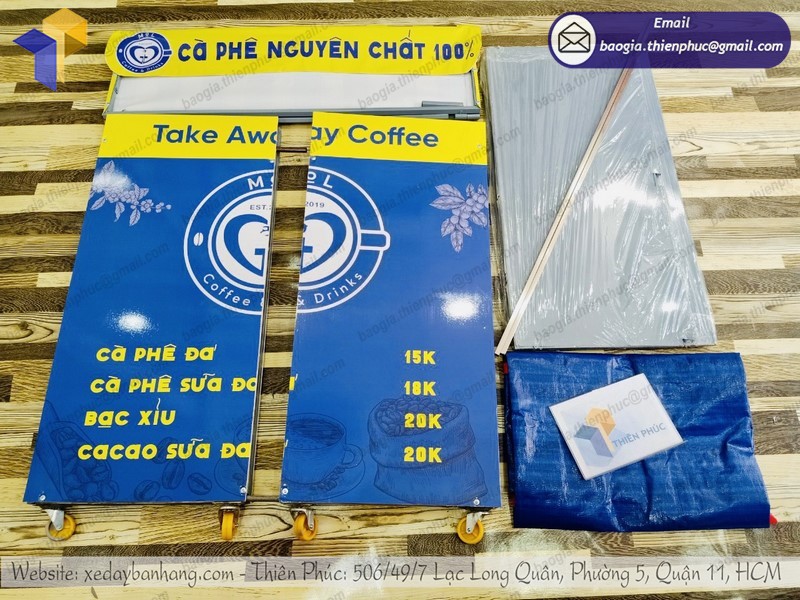 Email
baogia.thienphuc@gmail.com
CÀ PHÊ NGUYÊN CHẤT 100%
Take Away Coffee
EST. 2019
Coffee & Drinks
CÀ PHÊ ĐÁ 15K
CÀ PHÊ SỮA ĐÁ 18K
BẠC XỈU 20K
CACAO SỮA ĐÁ 20K
THIÊN PHÚC
Website: xedaybanhang.com - Thiên Phúc: 506/49/7 Lạc Long Quân, Phường 5, Quận 11, HCM